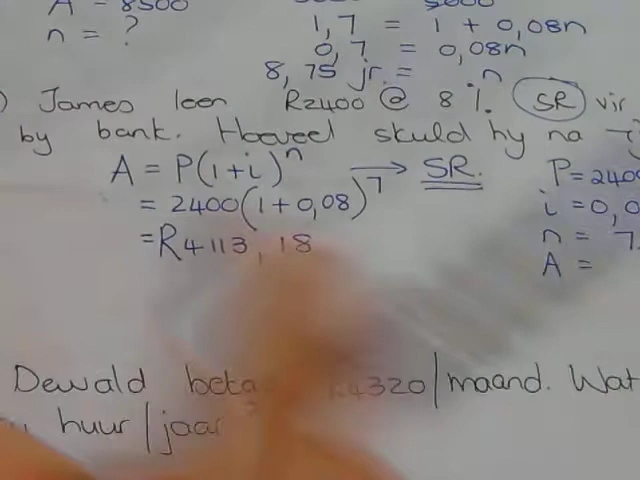 A = 8500
n = ?
5000
1,7 = 1 + 0,08n
0,7 = 0,08n
8,75 jr. = n
) James leen R2400 @ 8 %. SR vir
by bank. Hoeveel skuld hy na
A = P(1+i)^n → SR.
= 2400(1+0,08)^7
= R4113,18
P = 240
i = 0,0
n = 7
A =
Dewald beta 4320/maand. Wat
huur/jaar